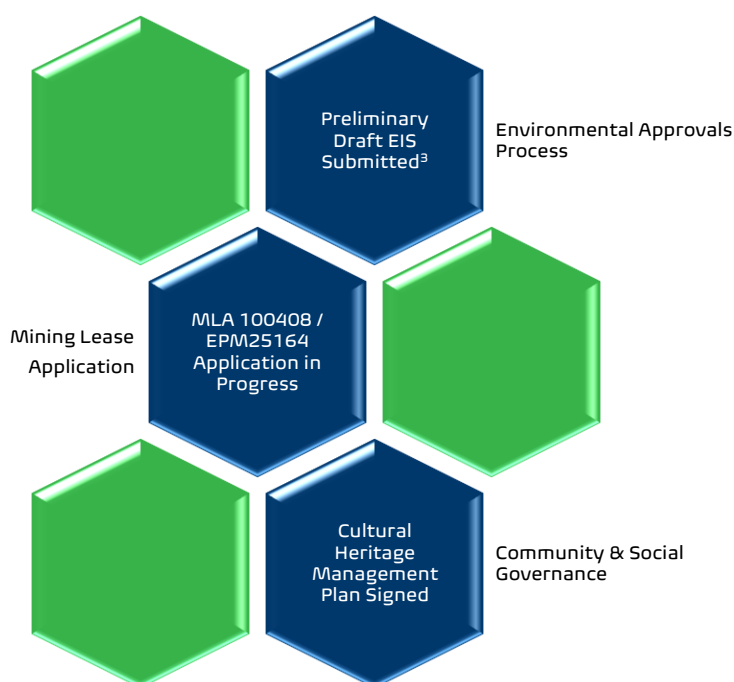 Preliminary
Draft EIS
Submitted³
Environmental Approvals
Process
Mining Lease
Application
MLA 100408 /
EPM25164
Application in
Progress
Cultural
Heritage
Management
Plan Signed
Community & Social
Governance